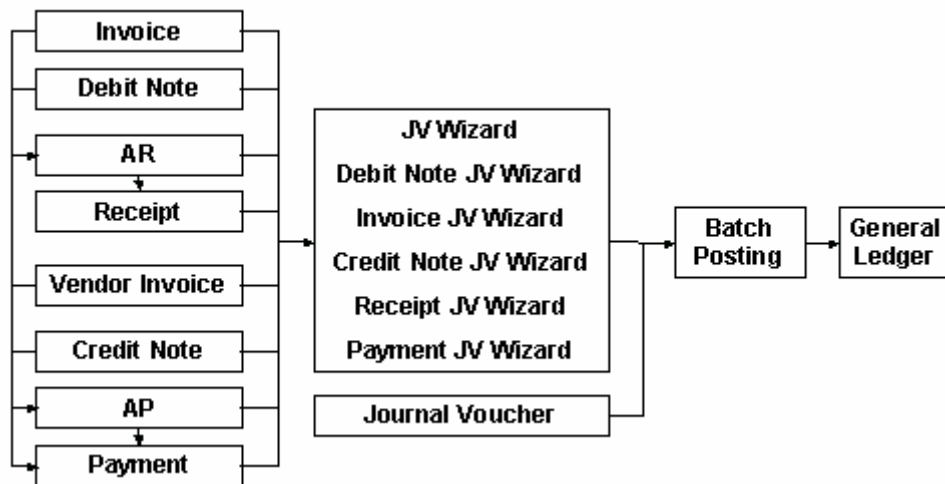 Invoice
Debit Note
AR
Receipt
Vendor Invoice
Credit Note
AP
Payment
JV Wizard
Debit Note JV Wizard
Invoice JV Wizard
Credit Note JV Wizard
Receipt JV Wizard
Payment JV Wizard
Journal Voucher
Batch
Posting
General
Ledger